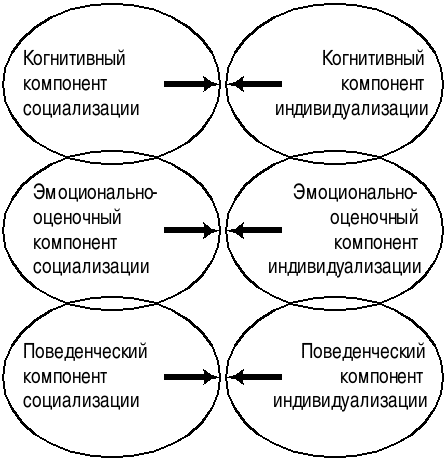 Когнитивный
компонент
социализации
Когнитивный
компонент
индивидуализации
Эмоционально-
оценочный
компонент
социализации
Эмоционально-
оценочный
компонент
индивидуализации
Поведенческий
компонент
социализации
Поведенческий
компонент
индивидуализации